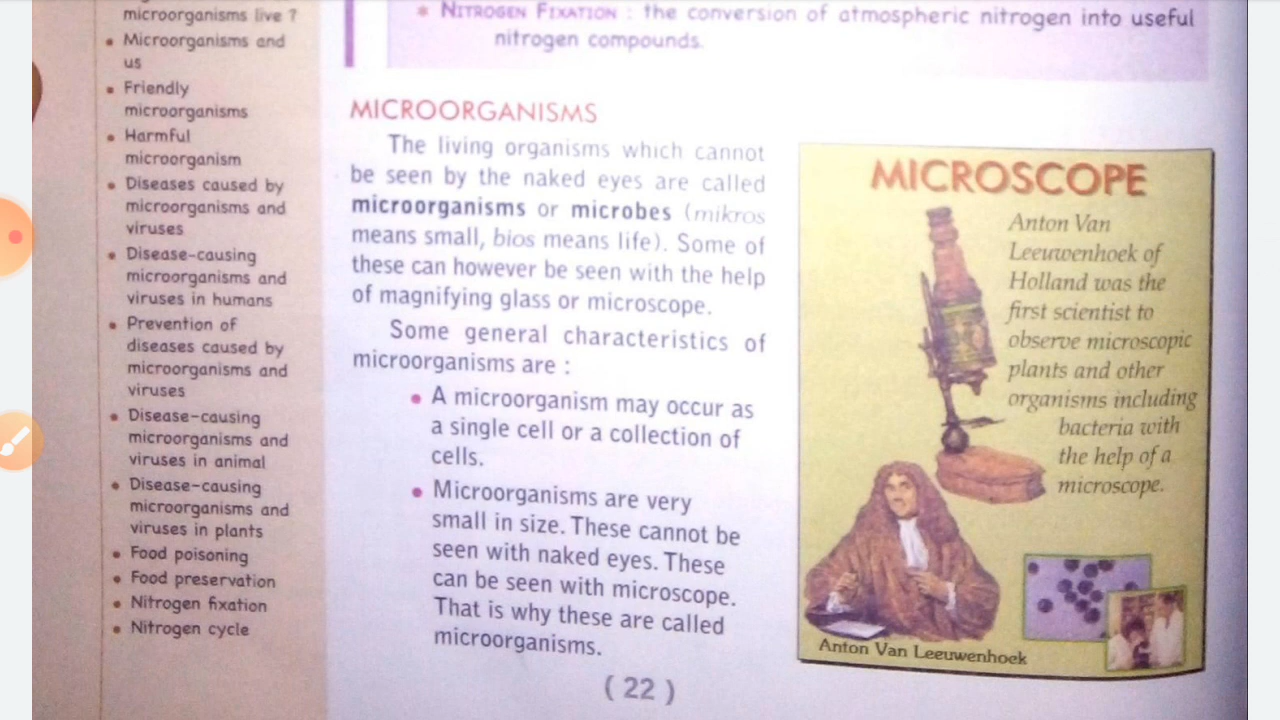 microorganisms live ?
• Microorganisms and
us
• Friendly
microorganisms
• Harmful
microorganism
• Diseases caused by
microorganisms and
viruses
• Disease-causing
microorganisms and
viruses in humans
• Prevention of
diseases caused by
microorganisms and
viruses
• Disease-causing
microorganisms and
viruses in animal
• Disease-causing
microorganisms and
viruses in plants
• Food poisoning
• Food preservation
• Nitrogen fixation
• Nitrogen cycle
* NITROGEN FIXATION : the conversion of atmospheric nitrogen into useful
nitrogen compounds.
MICROORGANISMS
The living organisms which cannot
be seen by the naked eyes are called
microorganisms or microbes (mikros
means small, bios means life). Some of
these can however be seen with the help
of magnifying glass or microscope.
Some general characteristics of
microorganisms are :
• A microorganism may occur as
a single cell or a collection of
cells.
• Microorganisms are very
small in size. These cannot be
seen with naked eyes. These
can be seen with microscope.
That is why these are called
microorganisms.
MICROSCOPE
Anton Van
Leeuwenhoek of
Holland was the
first scientist to
observe microscopic
plants and other
organisms including
bacteria with
the help of a
microscope.
Anton Van Leeuwenhoek
( 22 )